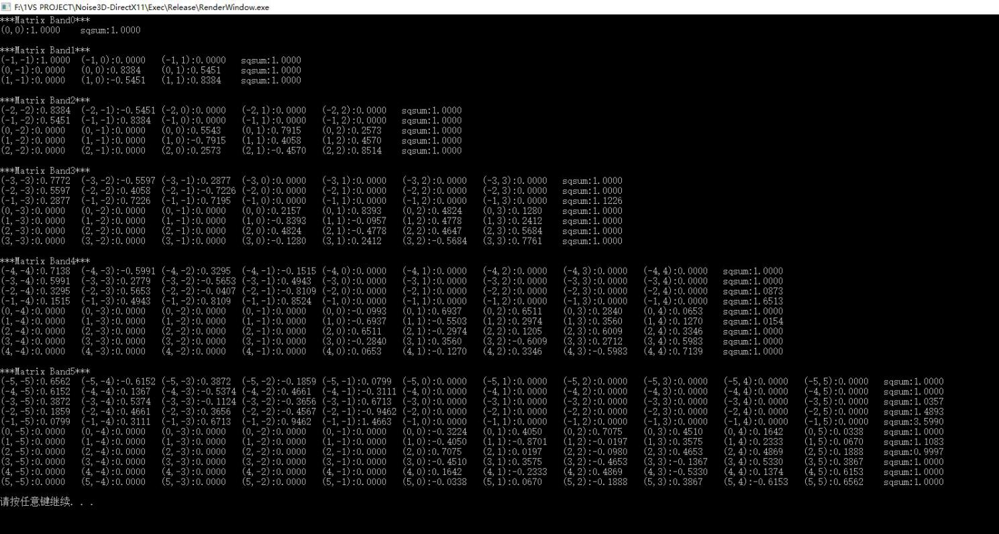 F:\1VS PROJECT\Noise3D-DirectX11\Exec\Release\RenderWindow.exe
***Matrix Band0***
(0,0):1.0000 sqsum:1.0000
***Matrix Band1***
(-1,-1):1.0000 (-1,0):0.0000 (-1,1):0.0000 sqsum:1.0000
(0,-1):0.0000 (0,0):0.8384 (0,1):0.5451 sqsum:1.0000
(1,-1):0.0000 (1,0):-0.5451 (1,1):0.8384 sqsum:1.0000
***Matrix Band2***
(-2,-2):0.8384 (-2,-1):-0.5451 (-2,0):0.0000 (-2,1):0.0000 (-2,2):0.0000 sqsum:1.0000
(-1,-2):0.5451 (-1,-1):0.8384 (-1,0):0.0000 (-1,1):0.0000 (-1,2):0.0000 sqsum:1.0000
(0,-2):0.0000 (0,-1):0.0000 (0,0):0.5543 (0,1):0.7915 (0,2):0.2573 sqsum:1.0000
(1,-2):0.0000 (1,-1):0.0000 (1,0):-0.7915 (1,1):0.4058 (1,2):0.4570 sqsum:1.0000
(2,-2):0.0000 (2,-1):0.0000 (2,0):0.2573 (2,1):-0.4570 (2,2):0.8514 sqsum:1.0000
***Matrix Band3***
(-3,-3):0.7772 (-3,-2):-0.5597 (-3,-1):0.2877 (-3,0):0.0000 (-3,1):0.0000 (-3,2):0.0000 (-3,3):0.0000 sqsum:1.0000
(-2,-3):0.5597 (-2,-2):0.4058 (-2,-1):-0.7226 (-2,0):0.0000 (-2,1):0.0000 (-2,2):0.0000 (-2,3):0.0000 sqsum:1.0000
(-1,-3):0.2877 (-1,-2):0.7226 (-1,-1):0.7195 (-1,0):0.0000 (-1,1):0.0000 (-1,2):0.0000 (-1,3):0.0000 sqsum:1.1226
(0,-3):0.0000 (0,-2):0.0000 (0,-1):0.0000 (0,0):0.2157 (0,1):0.8393 (0,2):0.4824 (0,3):0.1280 sqsum:1.0000
(1,-3):0.0000 (1,-2):0.0000 (1,-1):0.0000 (1,0):-0.8393 (1,1):-0.0957 (1,2):0.4778 (1,3):0.2412 sqsum:1.0000
(2,-3):0.0000 (2,-2):0.0000 (2,-1):0.0000 (2,0):0.4824 (2,1):-0.4778 (2,2):0.4647 (2,3):0.5684 sqsum:1.0000
(3,-3):0.0000 (3,-2):0.0000 (3,-1):0.0000 (3,0):-0.1280 (3,1):0.2412 (3,2):-0.5684 (3,3):0.7761 sqsum:1.0000
***Matrix Band4***
(-4,-4):0.7138 (-4,-3):-0.5991 (-4,-2):0.3295 (-4,-1):-0.1515 (-4,0):0.0000 (-4,1):0.0000 (-4,2):0.0000 (-4,3):0.0000 (-4,4):0.0000 sqsum:1.0000
(-3,-4):0.5991 (-3,-3):0.2779 (-3,-2):-0.5653 (-3,-1):0.4943 (-3,0):0.0000 (-3,1):0.0000 (-3,2):0.0000 (-3,3):0.0000 (-3,4):0.0000 sqsum:1.0000
(-2,-4):0.3295 (-2,-3):0.5653 (-2,-2):-0.0407 (-2,-1):-0.8109 (-2,0):0.0000 (-2,1):0.0000 (-2,2):0.0000 (-2,3):0.0000 (-2,4):0.0000 sqsum:1.0873
(-1,-4):0.1515 (-1,-3):0.4943 (-1,-2):0.8109 (-1,-1):0.8524 (-1,0):0.0000 (-1,1):0.0000 (-1,2):0.0000 (-1,3):0.0000 (-1,4):0.0000 sqsum:1.6513
(0,-4):0.0000 (0,-3):0.0000 (0,-2):0.0000 (0,-1):0.0000 (0,0):-0.0993 (0,1):0.6937 (0,2):0.6511 (0,3):0.2840 (0,4):0.0653 sqsum:1.0000
(1,-4):0.0000 (1,-3):0.0000 (1,-2):0.0000 (1,-1):0.0000 (1,0):-0.6937 (1,1):-0.5503 (1,2):0.2974 (1,3):0.3560 (1,4):0.1270 sqsum:1.0154
(2,-4):0.0000 (2,-3):0.0000 (2,-2):0.0000 (2,-1):0.0000 (2,0):0.6511 (2,1):-0.2974 (2,2):0.1205 (2,3):0.6009 (2,4):0.3346 sqsum:1.0000
(3,-4):0.0000 (3,-3):0.0000 (3,-2):0.0000 (3,-1):0.0000 (3,0):-0.2840 (3,1):0.3560 (3,2):-0.6009 (3,3):0.2712 (3,4):0.5983 sqsum:1.0000
(4,-4):0.0000 (4,-3):0.0000 (4,-2):0.0000 (4,-1):0.0000 (4,0):0.0653 (4,1):-0.1270 (4,2):0.3346 (4,3):-0.5983 (4,4):0.7139 sqsum:1.0000
***Matrix Band5***
(-5,-5):0.6562 (-5,-4):-0.6152 (-5,-3):0.3872 (-5,-2):-0.1859 (-5,-1):0.0799 (-5,0):0.0000 (-5,1):0.0000 (-5,2):0.0000 (-5,3):0.0000 (-5,4):0.0000 (-5,5):0.0000 sqsum:1.0000
(-4,-5):0.6152 (-4,-4):0.1367 (-4,-3):-0.5374 (-4,-2):0.4661 (-4,-1):-0.3111 (-4,0):0.0000 (-4,1):0.0000 (-4,2):0.0000 (-4,3):0.0000 (-4,4):0.0000 (-4,5):0.0000 sqsum:1.0000
(-3,-5):0.3872 (-3,-4):0.5374 (-3,-3):-0.1124 (-3,-2):-0.3656 (-3,-1):0.6713 (-3,0):0.0000 (-3,1):0.0000 (-3,2):0.0000 (-3,3):0.0000 (-3,4):0.0000 (-3,5):0.0000 sqsum:1.0357
(-2,-5):0.1859 (-2,-4):0.4661 (-2,-3):0.3656 (-2,-2):-0.4567 (-2,-1):-0.9462 (-2,0):0.0000 (-2,1):0.0000 (-2,2):0.0000 (-2,3):0.0000 (-2,4):0.0000 (-2,5):0.0000 sqsum:1.4893
(-1,-5):0.0799 (-1,-4):0.3111 (-1,-3):0.6713 (-1,-2):0.9462 (-1,-1):1.4663 (-1,0):0.0000 (-1,1):0.0000 (-1,2):0.0000 (-1,3):0.0000 (-1,4):0.0000 (-1,5):0.0000 sqsum:3.5990
(0,-5):0.0000 (0,-4):0.0000 (0,-3):0.0000 (0,-2):0.0000 (0,-1):0.0000 (0,0):-0.3224 (0,1):0.4050 (0,2):0.7075 (0,3):0.4510 (0,4):0.1642 (0,5):0.0338 sqsum:1.0000
(1,-5):0.0000 (1,-4):0.0000 (1,-3):0.0000 (1,-2):0.0000 (1,-1):0.0000 (1,0):-0.4050 (1,1):-0.8701 (1,2):-0.0197 (1,3):0.3575 (1,4):0.2333 (1,5):0.0670 sqsum:1.1083
(2,-5):0.0000 (2,-4):0.0000 (2,-3):0.0000 (2,-2):0.0000 (2,-1):0.0000 (2,0):0.7075 (2,1):0.0197 (2,2):-0.0980 (2,3):0.4653 (2,4):0.4869 (2,5):0.1888 sqsum:0.9997
(3,-5):0.0000 (3,-4):0.0000 (3,-3):0.0000 (3,-2):0.0000 (3,-1):0.0000 (3,0):-0.4510 (3,1):0.3575 (3,2):-0.4653 (3,3):-0.1367 (3,4):0.5330 (3,5):0.3867 sqsum:1.0000
(4,-5):0.0000 (4,-4):0.0000 (4,-3):0.0000 (4,-2):0.0000 (4,-1):0.0000 (4,0):0.1642 (4,1):-0.2333 (4,2):0.4869 (4,3):-0.5330 (4,4):0.1374 (4,5):0.6153 sqsum:1.0000
(5,-5):0.0000 (5,-4):0.0000 (5,-3):0.0000 (5,-2):0.0000 (5,-1):0.0000 (5,0):-0.0338 (5,1):0.0670 (5,2):-0.1888 (5,3):0.3867 (5,4):-0.6153 (5,5):0.6562 sqsum:1.0000
请按任意键继续. . .